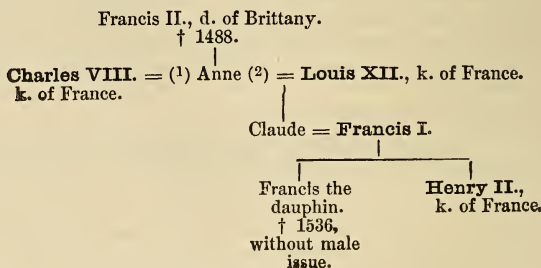 Francis II., d. of Brittany.
† 1488.
Charles VIII. = (1) Anne (2) = Louis XII., k. of France.
k. of France.
Claude = Francis I.
Francis the
dauphin.
† 1536,
without male
issue.
Henry II.,
k. of France.